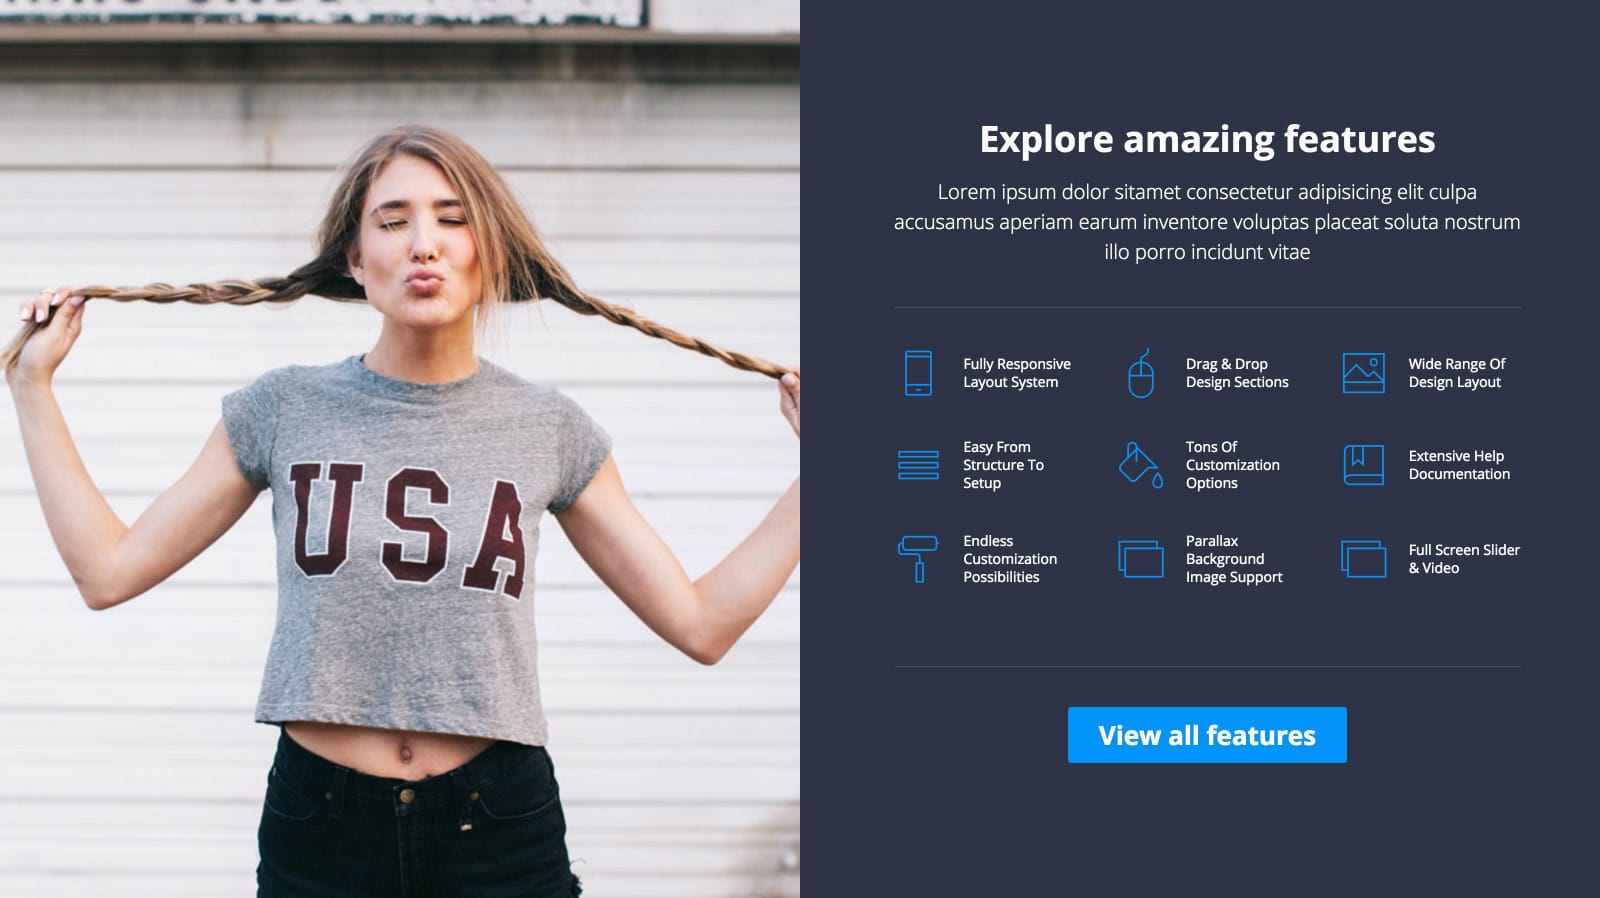 USA
Explore amazing features
Lorem ipsum dolor sitamet consectetur adipisicing elit culpa
accusamus aperiam earum inventore voluptas placeat soluta nostrum
illo porro incidunt vitae
Fully Responsive
Layout System
Drag & Drop
Design Sections
Wide Range Of
Design Layout
Easy From
Structure To
Setup
Tons Of
Customization
Options
Extensive Help
Documentation
Endless
Customization
Possibilities
Parallax
Background
Image Support
Full Screen Slider
& Video
View all features